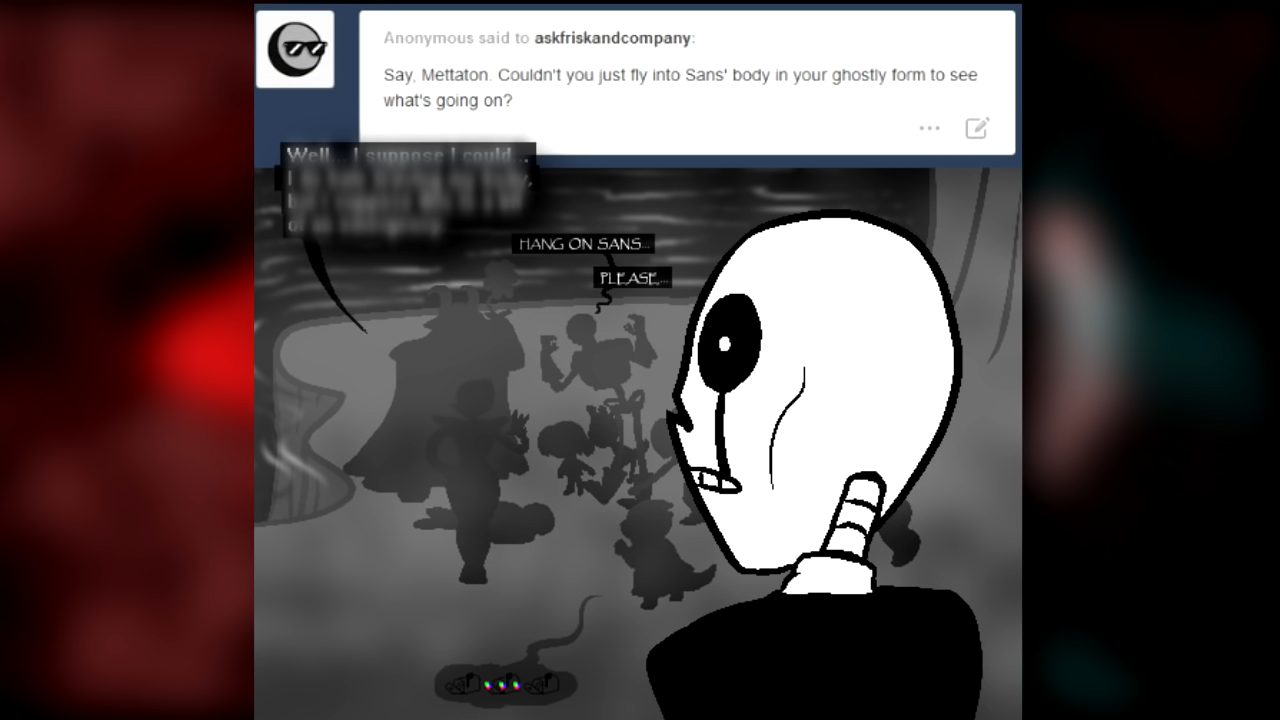 Anonymous said to askfriskandcompany:
Say, Mettaton. Couldn't you just fly into Sans' body in your ghostly form to see
what's going on?
Well... I suppose I could...
HANG ON SANS...
PLEASE...